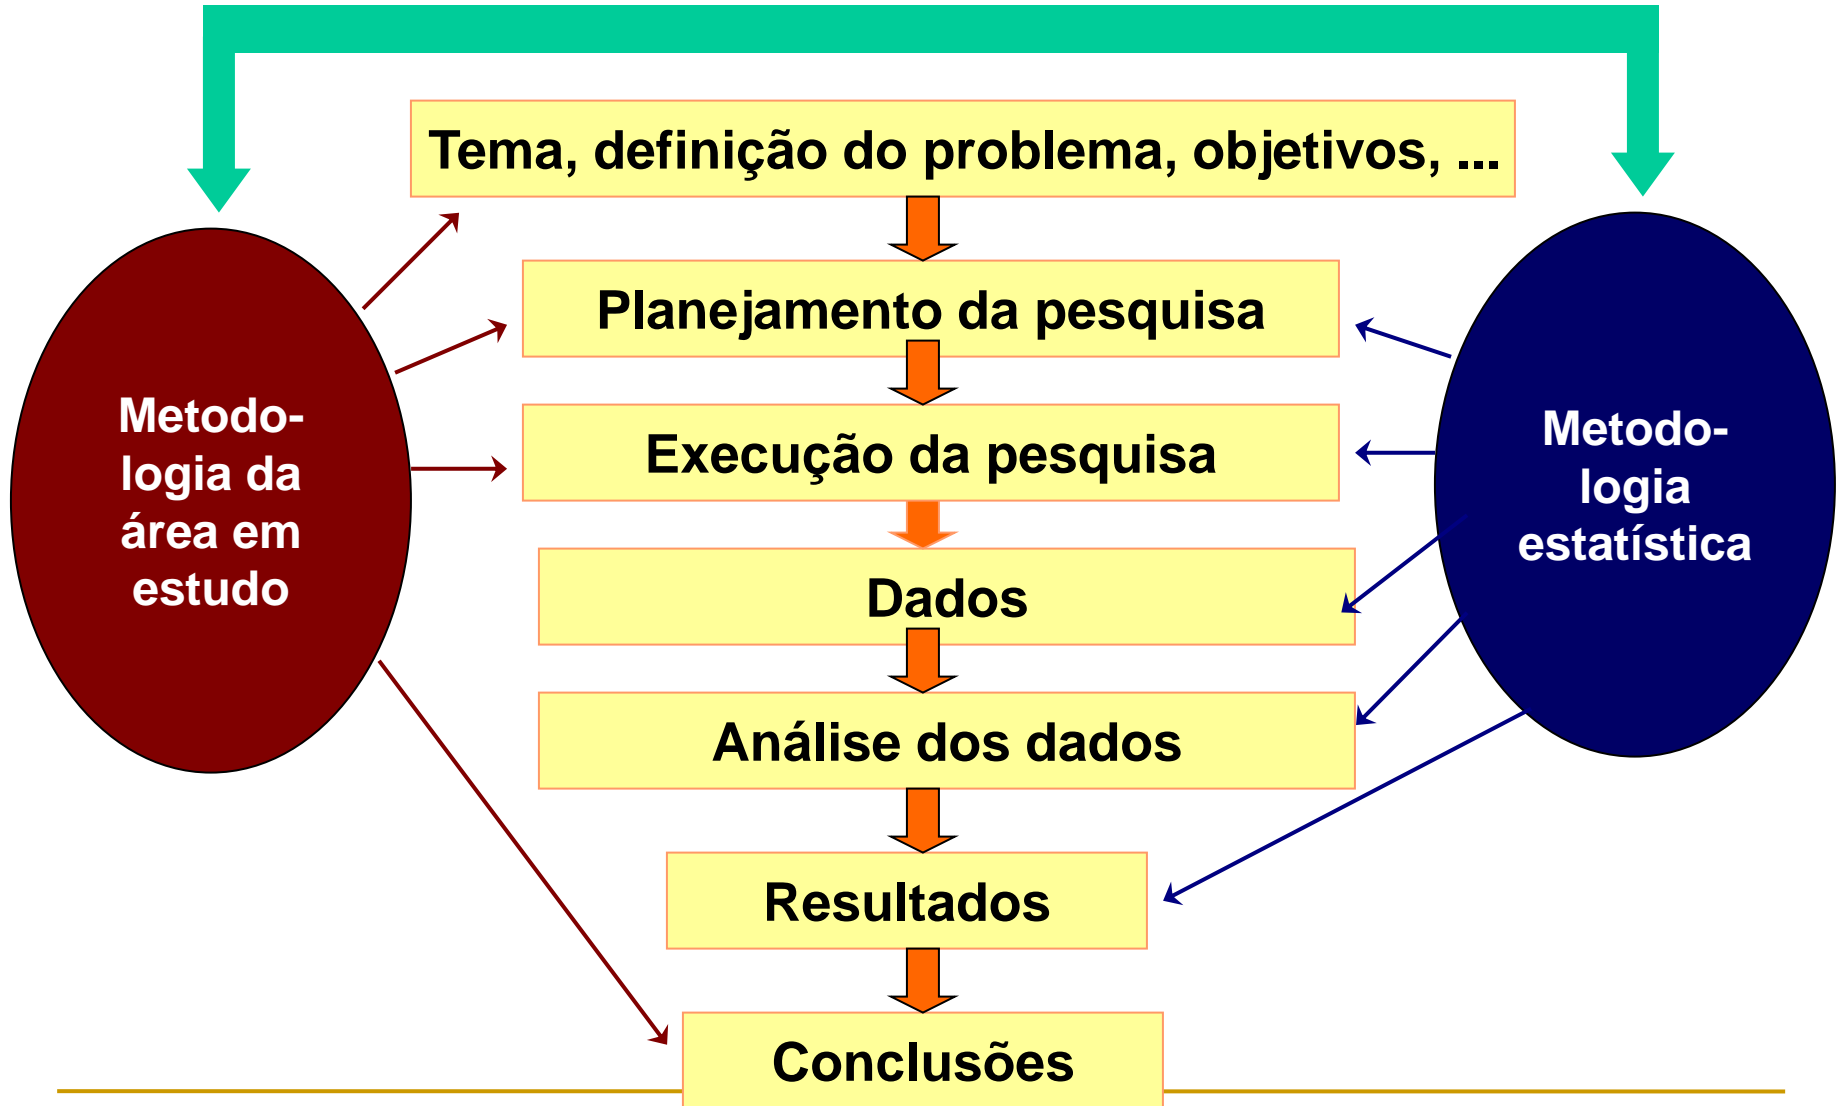 Tema, definição do problema, objetivos, ...
Planejamento da pesquisa
Execução da pesquisa
Dados
Análise dos dados
Resultados
Conclusões
Metodo-
logia da
área em
estudo
Metodo-
logia
estatística